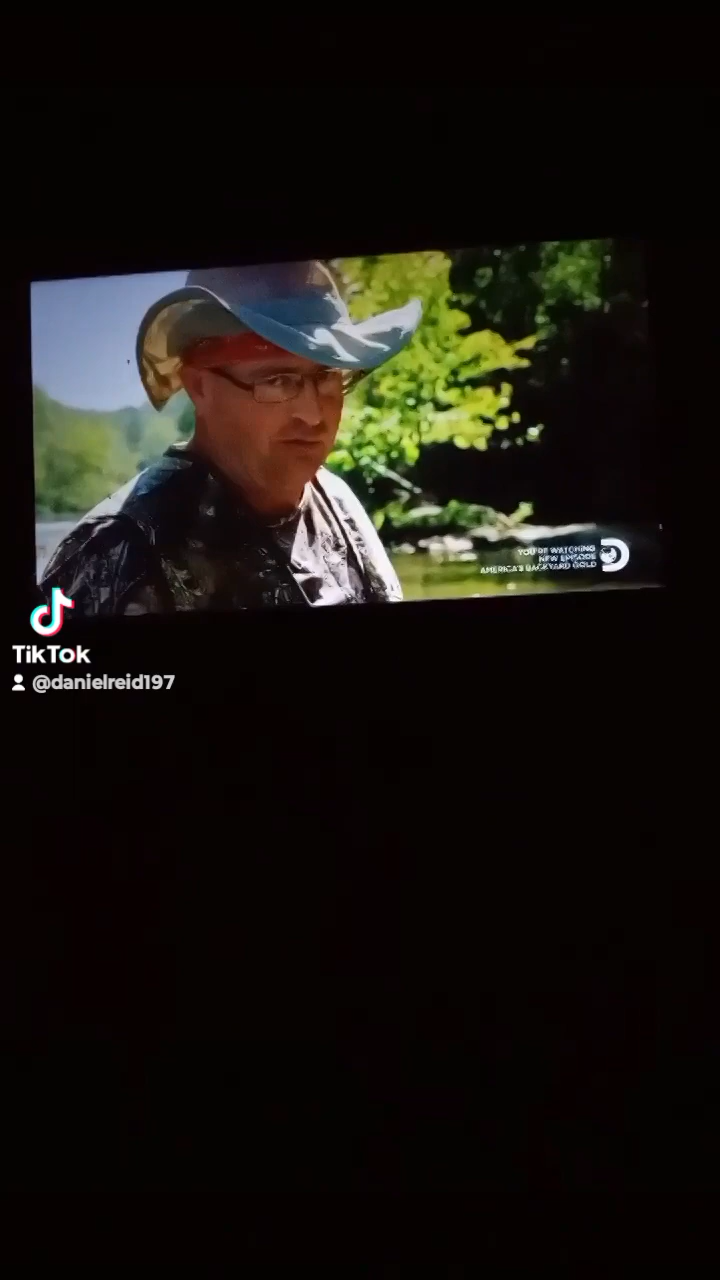 YOU'RE WATCHING
NEW EPISODE
AMERICA'S BACKYARD GOLD
TikTok
@danielreid197